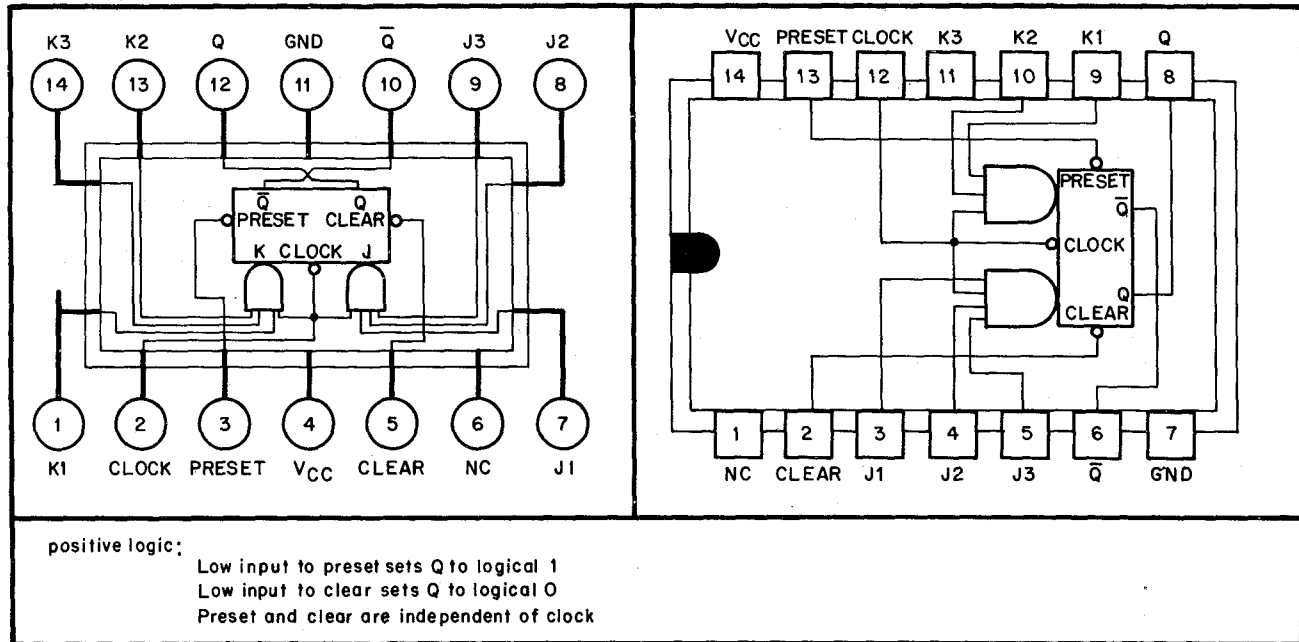 K3 K2 Q GND Q̅ J3 J2
14 13 12 11 10 9 8
Q̅ Q
PRESET CLEAR
K CLOCK J
1 2 3 4 5 6 7
K1 CLOCK PRESET VCC CLEAR NC J1
VCC PRESET CLOCK K3 K2 K1 Q
14 13 12 11 10 9 8
PRESET
Q̅
CLOCK
Q
CLEAR
1 2 3 4 5 6 7
NC CLEAR J1 J2 J3 Q̅ GND
positive logic:
Low input to preset sets Q to logical 1
Low input to clear sets Q to logical 0
Preset and clear are independent of clock